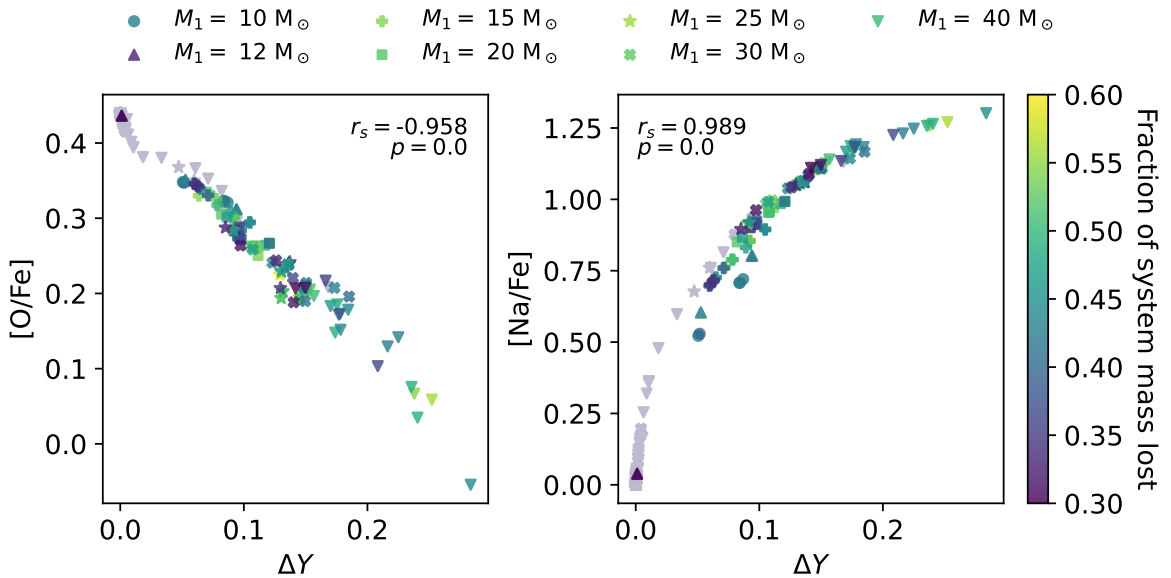 M₁ = 10 M⊙ M₁ = 15 M⊙ M₁ = 25 M⊙ M₁ = 40 M⊙
M₁ = 12 M⊙ M₁ = 20 M⊙ M₁ = 30 M⊙
[O/Fe]
0.4
0.3
0.2
0.1
0.0
rₛ = -0.958
p = 0.0
0.0 0.1 0.2
ΔY
[Na/Fe]
1.25
1.00
0.75
0.50
0.25
0.00
rₛ = 0.989
p = 0.0
0.0 0.1 0.2
ΔY
0.60
0.55
0.50
0.45
0.40
0.35
0.30
Fraction of system mass lost